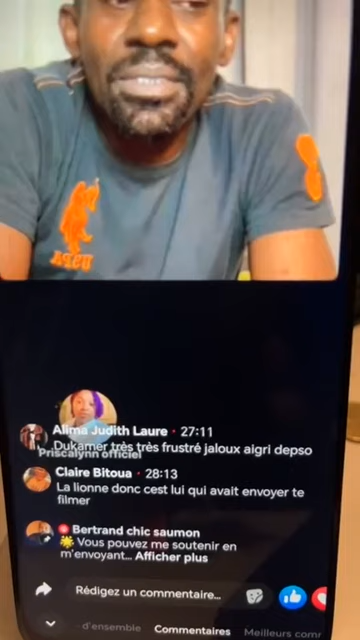 USPA
Alima Judith Laure · 27:11
Dukamer très très frustré jaloux aigri depso
Priscalynn officiel
Claire Bitoua · 28:13
La lionne donc cest lui qui avait envoyer te
filmer
Bertrand chic saumon
🌟 Vous pouvez me soutenir en
m'envoyant... Afficher plus
Rédigez un commentaire...
d'ensemble Commentaires Meilleurs comm